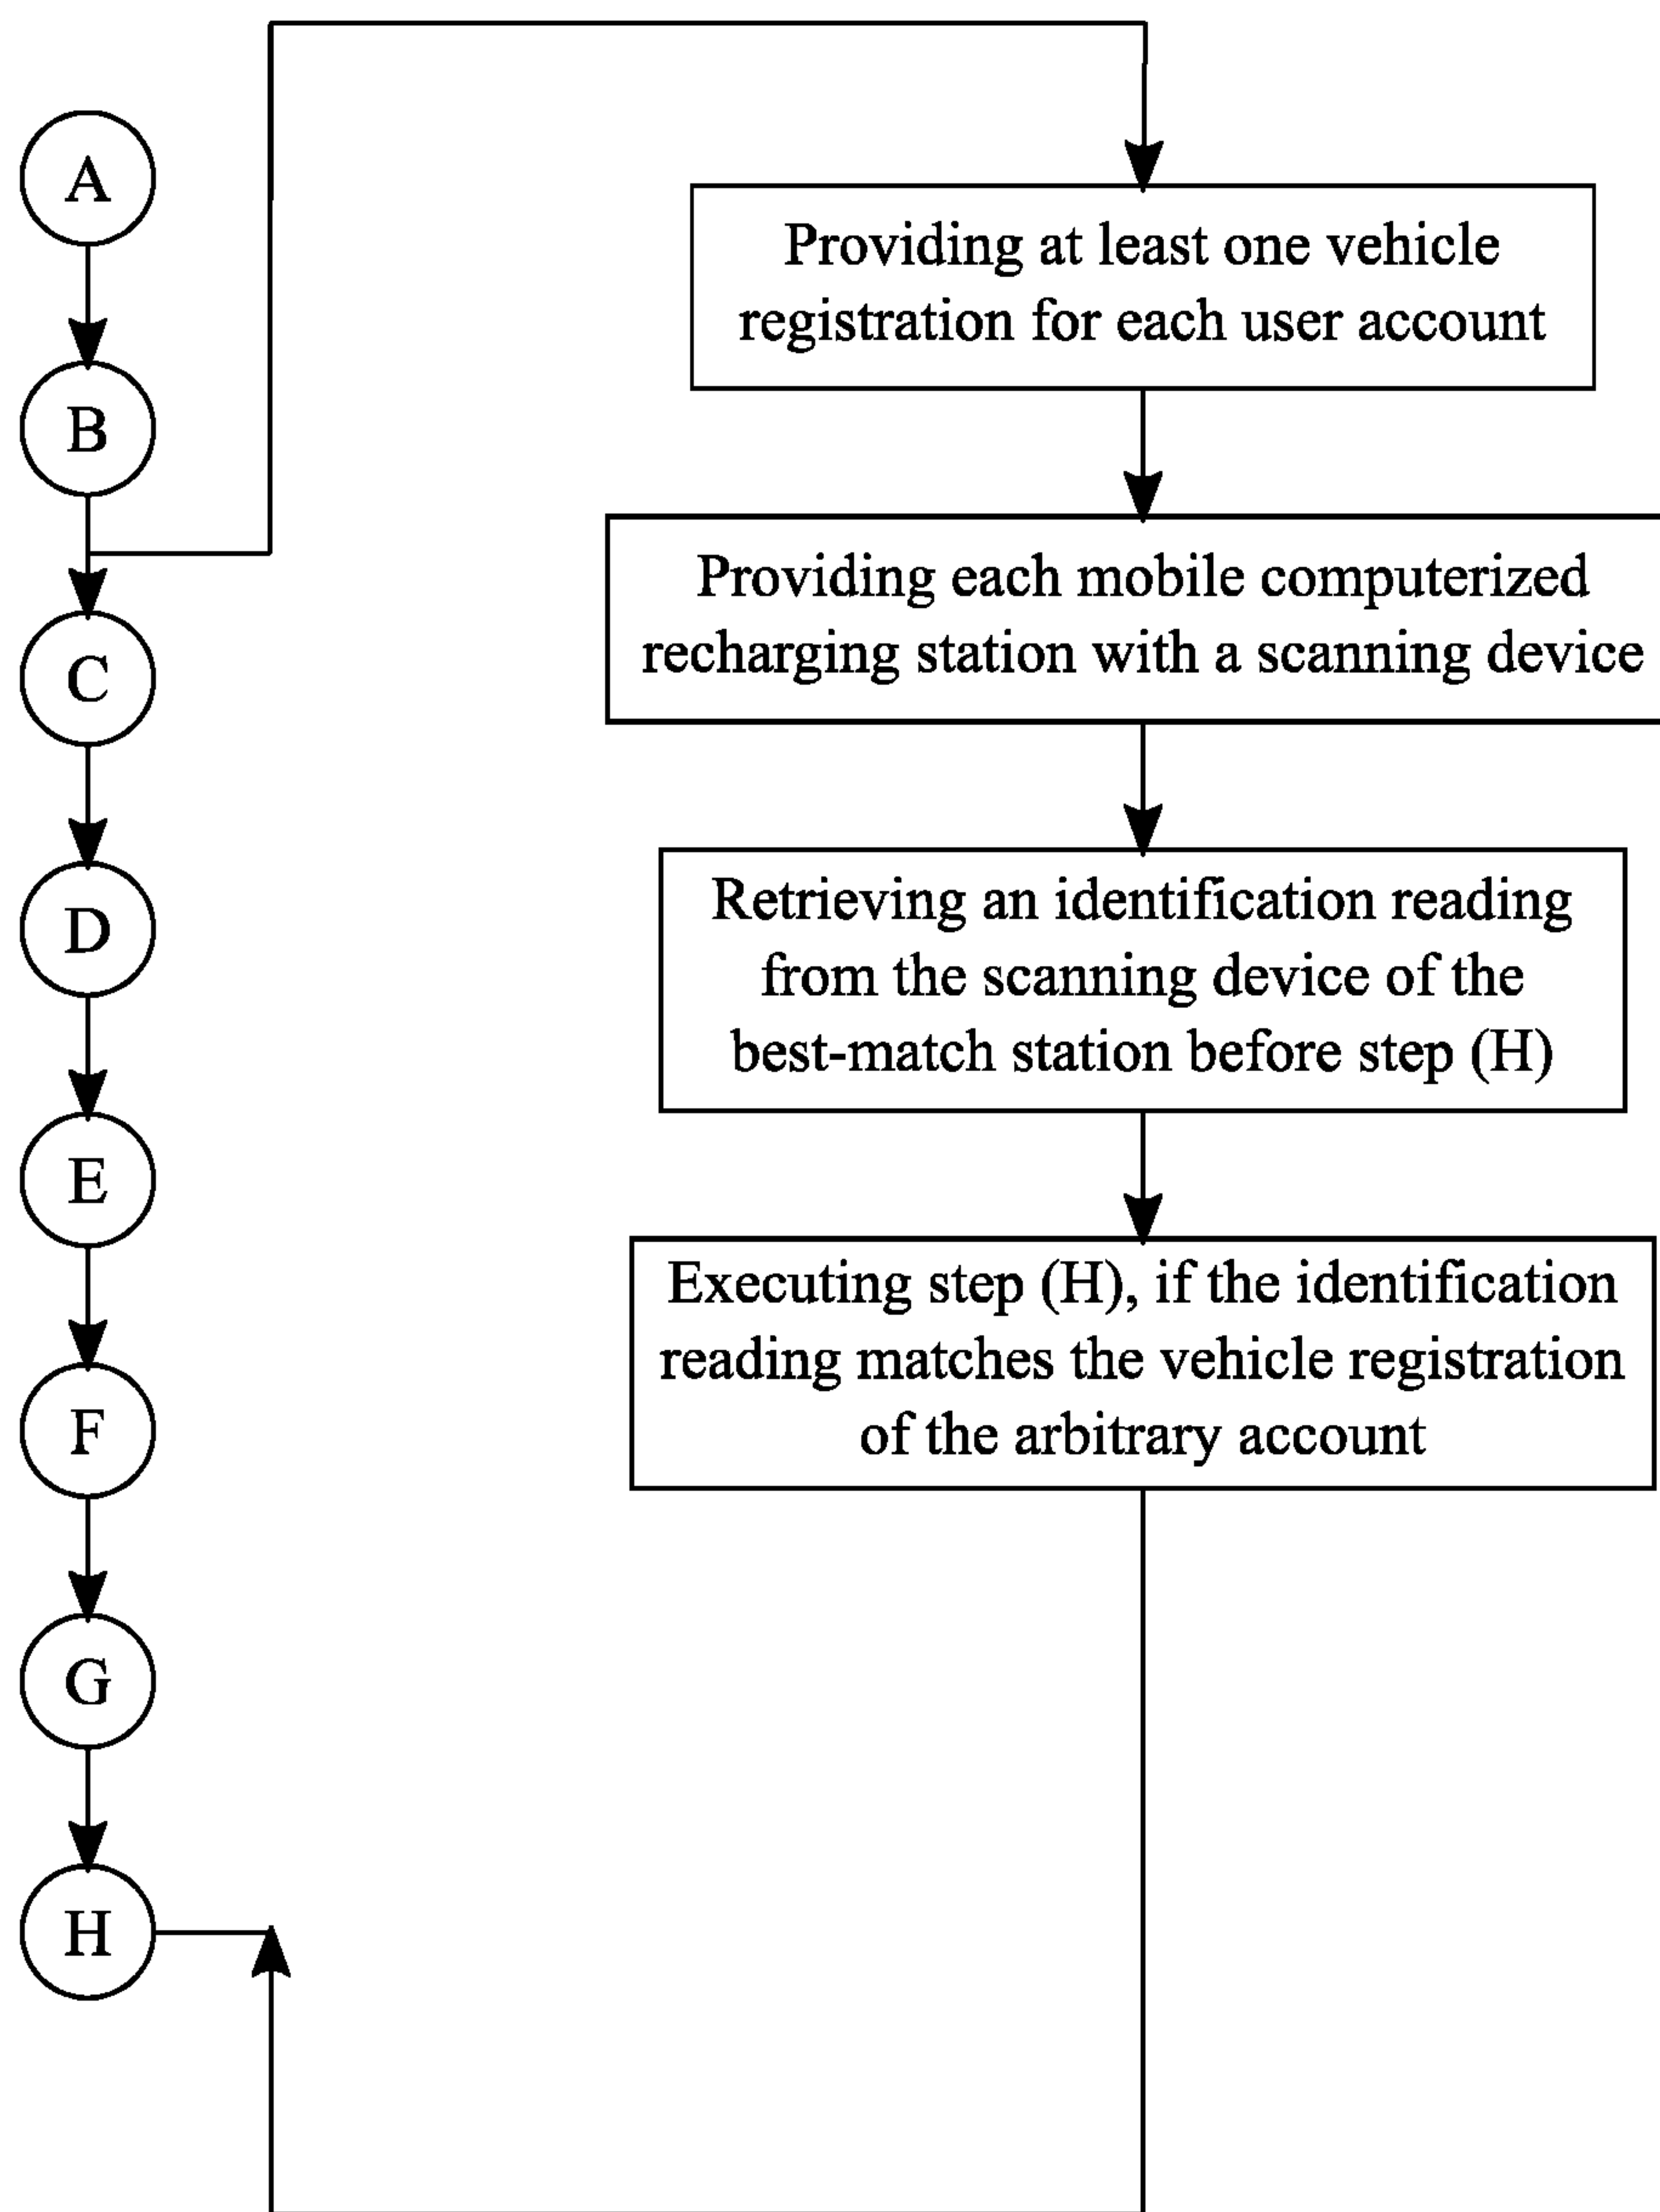 A
B
C
D
E
F
G
H
Providing at least one vehicle
registration for each user account
Providing each mobile computerized
recharging station with a scanning device
Retrieving an identification reading
from the scanning device of the
best-match station before step (H)
Executing step (H), if the identification
reading matches the vehicle registration
of the arbitrary account